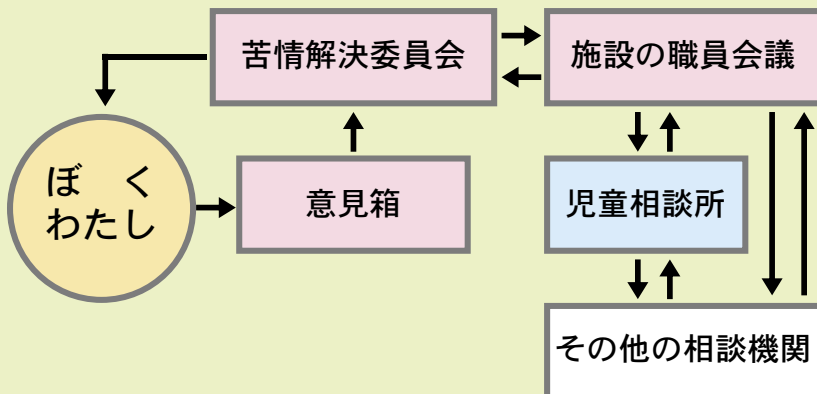 苦情解決委員会
施設の職員会議
ぼ　く
わたし
意見箱
児童相談所
その他の相談機関